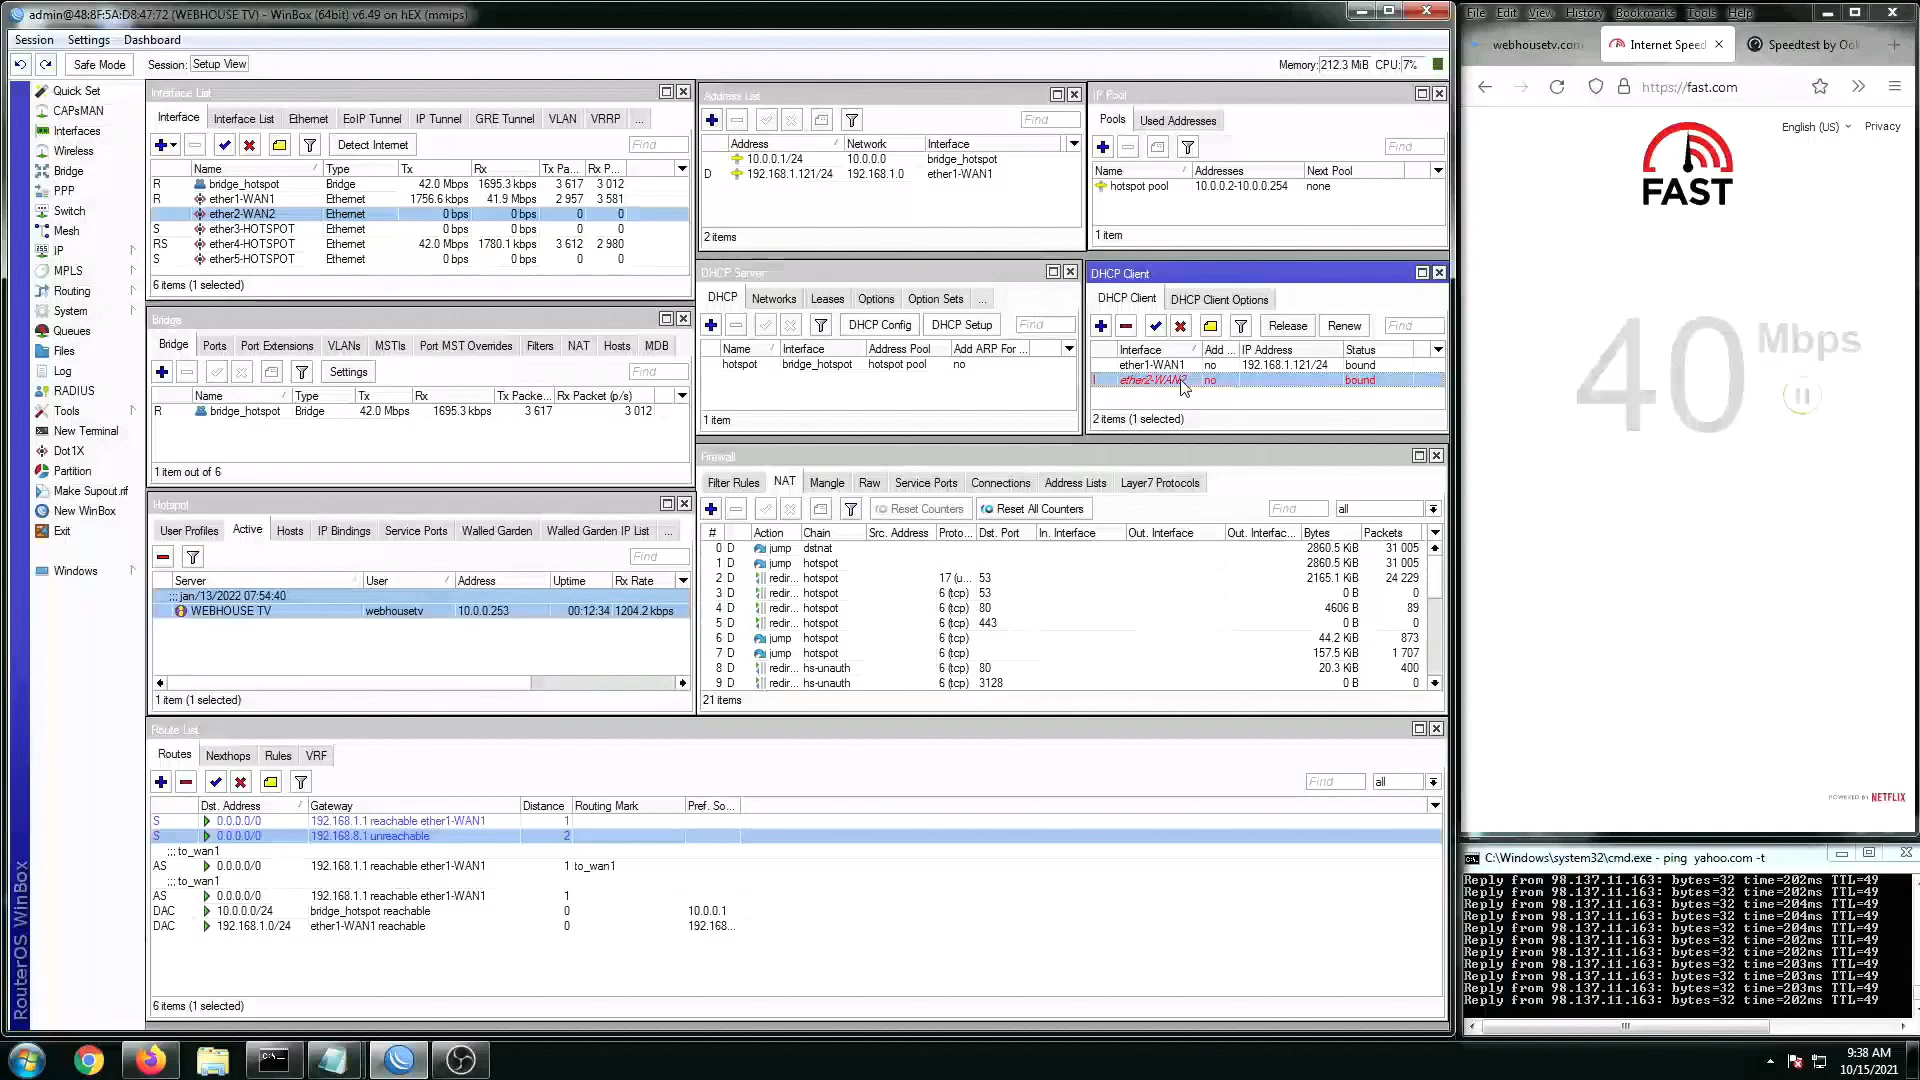 admin@48:8F:5A:D8:47:72 (WEBHOUSE TV) - WinBox (64bit) v6.49 on hEX (mmips)
Session Settings Dashboard
Safe Mode Session: Setup View Memory: 212.3 MiB CPU: 7%
Quick Set
CAPsMAN
Interfaces
Wireless
Bridge
PPP
Switch
Mesh
IP
MPLS
Routing
System
Queues
Files
Log
RADIUS
Tools
New Terminal
Dot1X
Partition
Make Supout.rif
New WinBox
Exit
Windows
RouterOS WinBox
Interface List
Interface Interface List Ethernet EoIP Tunnel IP Tunnel GRE Tunnel VLAN VRRP ...
Detect Internet Find
Name Type Tx Rx Tx Pa... Rx P...
R bridge_hotspot Bridge 42.0 Mbps 1695.3 kbps 3 617 3 012
R ether1-WAN1 Ethernet 1756.6 kbps 41.9 Mbps 2 957 3 581
ether2-WAN2 Ethernet 0 bps 0 bps 0 0
S ether3-HOTSPOT Ethernet 0 bps 0 bps 0 0
RS ether4-HOTSPOT Ethernet 42.0 Mbps 1780.1 kbps 3 612 2 980
S ether5-HOTSPOT Ethernet 0 bps 0 bps 0 0
6 items (1 selected)
Bridge
Bridge Ports Port Extensions VLANs MSTIs Port MST Overrides Filters NAT Hosts MDB
Settings Find
Name Type Tx Rx Tx Packe... Rx Packet (p/s)
R bridge_hotspot Bridge 42.0 Mbps 1695.3 kbps 3 617 3 012
1 item out of 6
Hotspot
User Profiles Active Hosts IP Bindings Service Ports Walled Garden Walled Garden IP List ...
Find
Server User Address Uptime Rx Rate
;;; jan/13/2022 07:54:40
WEBHOUSE TV webhousetv 10.0.0.253 00:12:34 1204.2 kbps
1 item (1 selected)
Address List
Find
Address Network Interface
10.0.0.1/24 10.0.0.0 bridge_hotspot
D 192.168.1.121/24 192.168.1.0 ether1-WAN1
2 items
IP Pool
Pools Used Addresses
Find
Name Addresses Next Pool
hotspot pool 10.0.0.2-10.0.0.254 none
1 item
DHCP Server
DHCP Networks Leases Options Option Sets ...
DHCP Config DHCP Setup Find
Name Interface Address Pool Add ARP For ...
hotspot bridge_hotspot hotspot pool no
1 item
DHCP Client
DHCP Client DHCP Client Options
Release Renew Find
Interface Add ... IP Address Status
ether1-WAN1 no 192.168.1.121/24 bound
I ether2-WAN2 no bound
2 items (1 selected)
Firewall
Filter Rules NAT Mangle Raw Service Ports Connections Address Lists Layer7 Protocols
Reset Counters Reset All Counters Find all
# Action Chain Src. Address Proto... Dst. Port In. Interface Out. Interface Out. Interfac... Bytes Packets
0 D jump dstnat 2860.5 KiB 31 005
1 D jump hotspot 2860.5 KiB 31 005
2 D redir... hotspot 17 (u... 53 2165.1 KiB 24 229
3 D redir... hotspot 6 (tcp) 53 0 B 0
4 D redir... hotspot 6 (tcp) 80 4606 B 89
5 D redir... hotspot 6 (tcp) 443 0 B 0
6 D jump hotspot 6 (tcp) 44.2 KiB 873
7 D jump hotspot 6 (tcp) 157.5 KiB 1 707
8 D redir... hs-unauth 6 (tcp) 80 20.3 KiB 400
9 D redir... hs-unauth 6 (tcp) 3128 0 B 0
21 items
Route List
Routes Nexthops Rules VRF
Find all
Dst. Address Gateway Distance Routing Mark Pref. So...
S 0.0.0.0/0 192.168.1.1 reachable ether1-WAN1 1
S 0.0.0.0/0 192.168.8.1 unreachable 2
;;; to_wan1
AS 0.0.0.0/0 192.168.1.1 reachable ether1-WAN1 1 to_wan1
;;; to_wan1
AS 0.0.0.0/0 192.168.1.1 reachable ether1-WAN1 1
DAC 10.0.0.0/24 bridge_hotspot reachable 0 10.0.0.1
DAC 192.168.1.0/24 ether1-WAN1 reachable 0 192.168...
6 items (1 selected)
File Edit View History Bookmarks Tools Help
webhousetv.com Internet Speed Speedtest by Ook
https://fast.com
English (US) Privacy
FAST
40 Mbps
POWERED BY NETFLIX
C:\Windows\system32\cmd.exe - ping yahoo.com -t
Reply from 98.137.11.163: bytes=32 time=202ms TTL=49
Reply from 98.137.11.163: bytes=32 time=202ms TTL=49
Reply from 98.137.11.163: bytes=32 time=204ms TTL=49
Reply from 98.137.11.163: bytes=32 time=204ms TTL=49
Reply from 98.137.11.163: bytes=32 time=204ms TTL=49
Reply from 98.137.11.163: bytes=32 time=202ms TTL=49
Reply from 98.137.11.163: bytes=32 time=202ms TTL=49
Reply from 98.137.11.163: bytes=32 time=202ms TTL=49
Reply from 98.137.11.163: bytes=32 time=203ms TTL=49
Reply from 98.137.11.163: bytes=32 time=203ms TTL=49
Reply from 98.137.11.163: bytes=32 time=202ms TTL=49
9:38 AM
10/15/2021